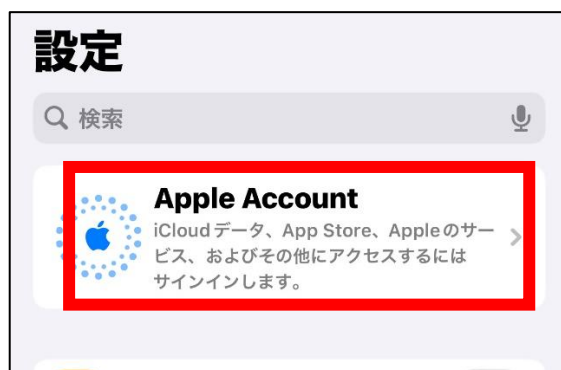 設定
検索
Apple Account
iCloudデータ、App Store、Appleのサー
ビス、およびその他にアクセスするには
サインインします。